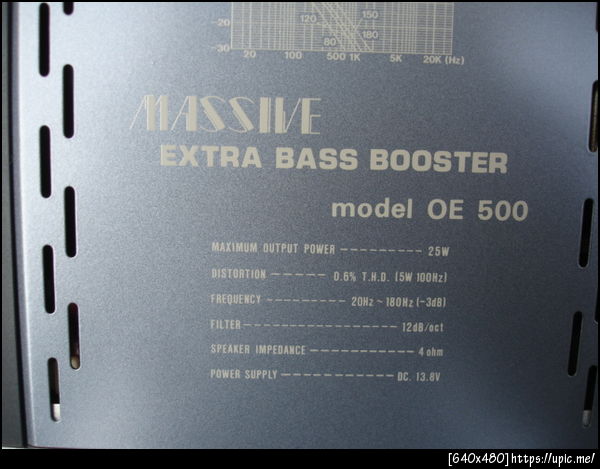 150
120
-20
180
80
-30
20 100 500 1K 5K 20K (Hz)
MASSIVE
EXTRA BASS BOOSTER
model OE 500
MAXIMUM OUTPUT POWER --------- 25W
DISTORTION ------ 0.6% T.H.D. (5W 100Hz)
FREQUENCY --------- 20Hz ~ 180Hz (-3dB)
FILTER ----------------- 12dB/oct
SPEAKER IMPEDANCE ------------ 4 ohm
POWER SUPPLY ------------- DC. 13.8V
[640x480]https://upic.me/